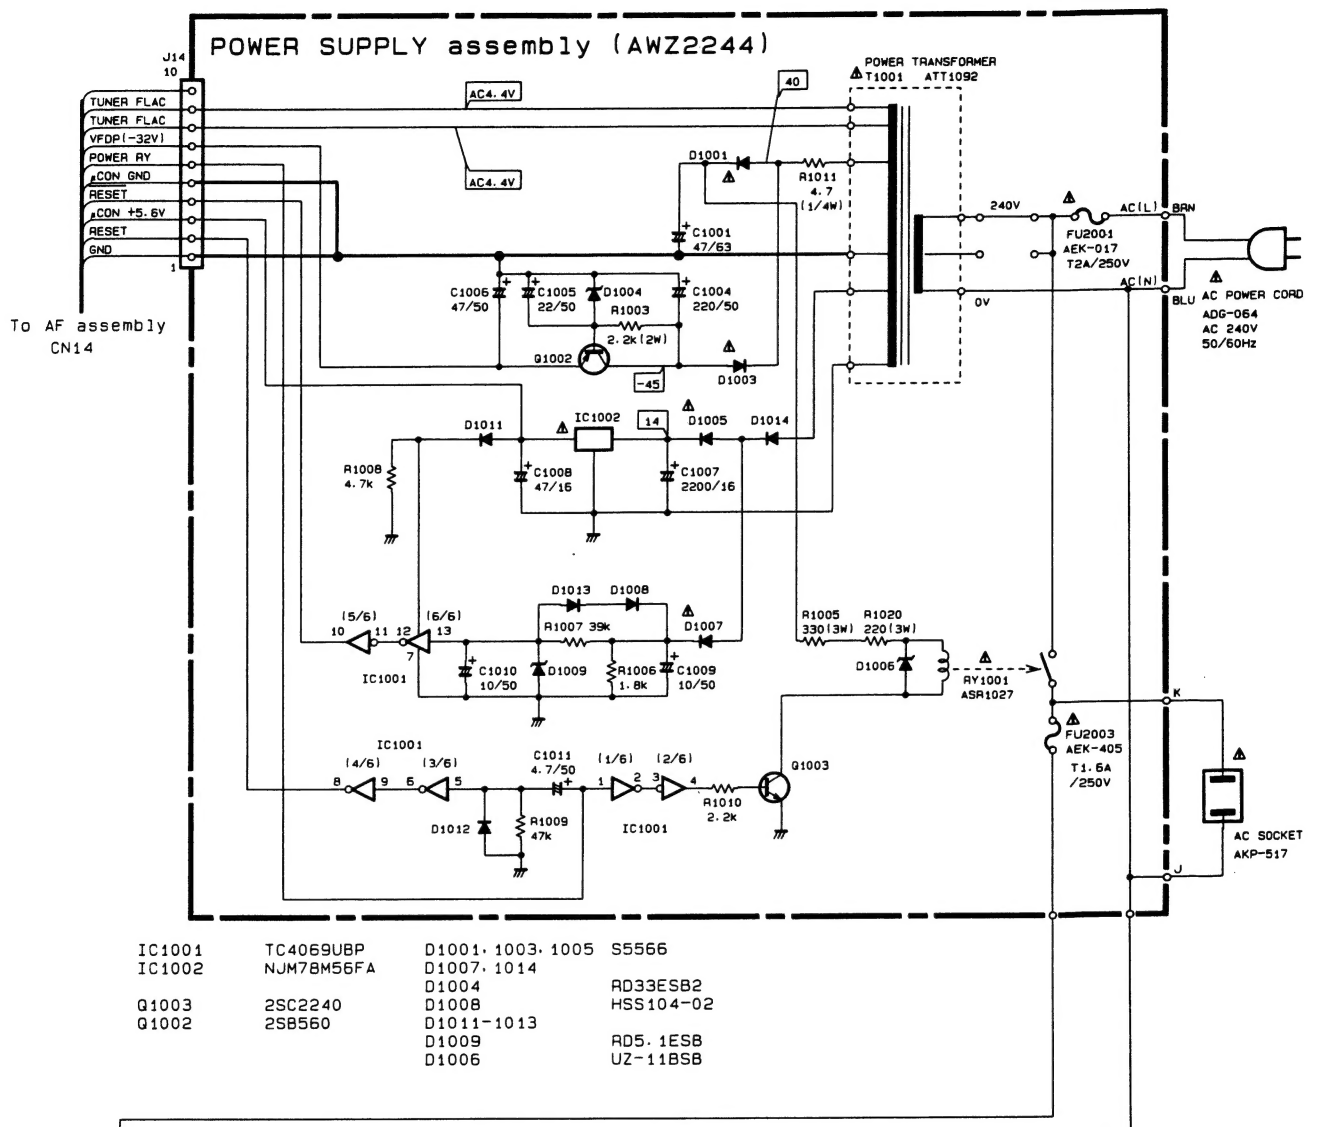 POWER SUPPLY assembly (AWZ2244)
J14
10
TUNER FLAC
TUNER FLAC
VFDP(-32V)
POWER RY
μCON GND
RESET
μCON +5.6V
RESET
GND
1
To AF assembly
CN14
AC4.4V
AC4.4V
40
POWER TRANSFORMER
T1001 ATT1092
D1001
R1011
4.7
(1/4W)
C1001
47/63
240V
0V
FU2001
AEK-017
T2A/250V
AC(L)
BRN
AC(N)
BLU
AC POWER CORD
ADG-064
AC 240V
50/60Hz
C1006
47/50
C1005
22/50
D1004
R1003
2.2k(2W)
C1004
220/50
Q1002
-45
D1003
D1011
IC1002
14
D1005
D1014
R1008
4.7k
C1008
47/16
C1007
2200/16
D1013
D1008
(5/6)
(6/6)
10
11
12
13
7
IC1001
R1007 39k
D1007
C1010
10/50
D1009
R1006
1.8k
C1009
10/50
R1005
330(3W)
R1020
220(3W)
D1006
RY1001
ASR1027
K
FU2003
AEK-405
T1.6A
/250V
IC1001
(4/6)
(3/6)
8
9
6
5
C1011
4.7/50
(1/6)
(2/6)
1
2
3
4
Q1003
D1012
R1009
47k
IC1001
R1010
2.2k
AC SOCKET
AKP-517
J
IC1001 TC4069UBP
IC1002 NJM78M56FA
Q1003 2SC2240
Q1002 2SB560
D1001,1003,1005 S5566
D1007,1014
D1004 RD33ESB2
D1008 HSS104-02
D1011-1013
D1009 RD5.1ESB
D1006 UZ-11BSB